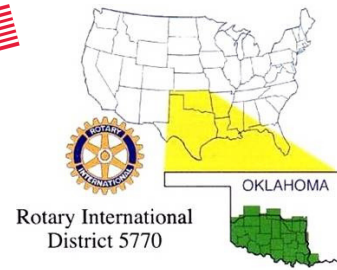 ROTARY
INTERNATIONAL
OKLAHOMA
Rotary International
District 5770